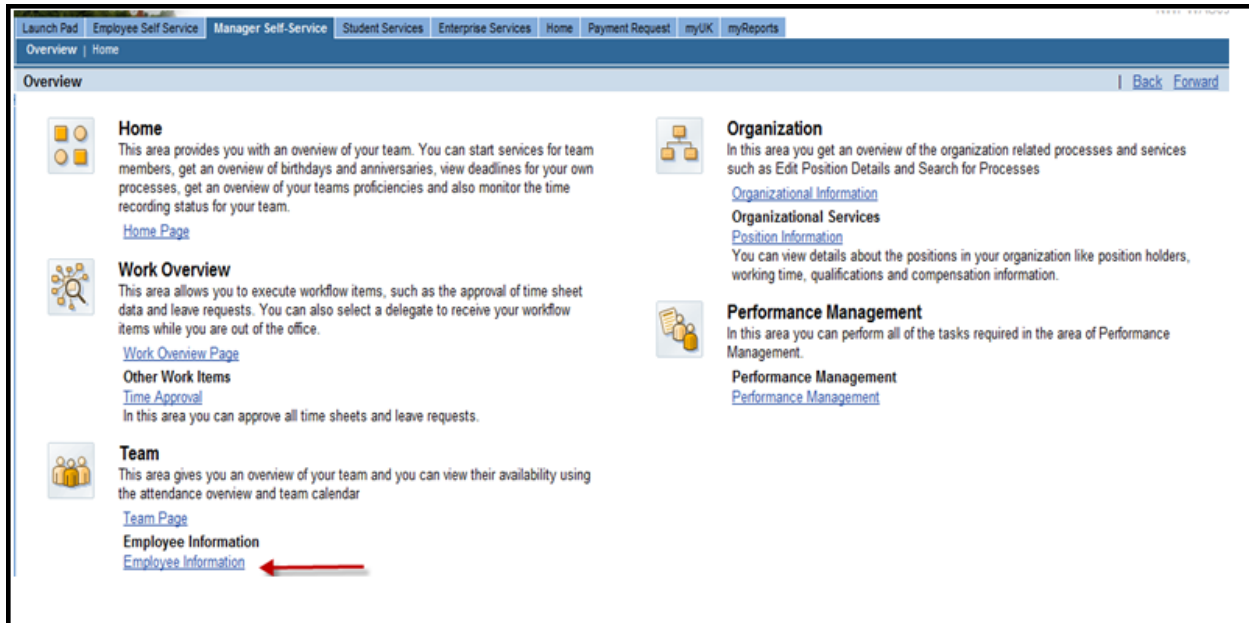 Launch Pad Employee Self Service Manager Self-Service Student Services Enterprise Services Home Payment Request myUK myReports
Overview | Home
Overview | Back Forward
Home
This area provides you with an overview of your team. You can start services for team
members, get an overview of birthdays and anniversaries, view deadlines for your own
processes, get an overview of your teams proficiencies and also monitor the time
recording status for your team.
Home Page
Work Overview
This area allows you to execute workflow items, such as the approval of time sheet
data and leave requests. You can also select a delegate to receive your workflow
items while you are out of the office.
Work Overview Page
Other Work Items
Time Approval
In this area you can approve all time sheets and leave requests.
Team
This area gives you an overview of your team and you can view their availability using
the attendance overview and team calendar
Team Page
Employee Information
Employee Information
Organization
In this area you get an overview of the organization related processes and services
such as Edit Position Details and Search for Processes
Organizational Information
Organizational Services
Position Information
You can view details about the positions in your organization like position holders,
working time, qualifications and compensation information.
Performance Management
In this area you can perform all of the tasks required in the area of Performance
Management.
Performance Management
Performance Management